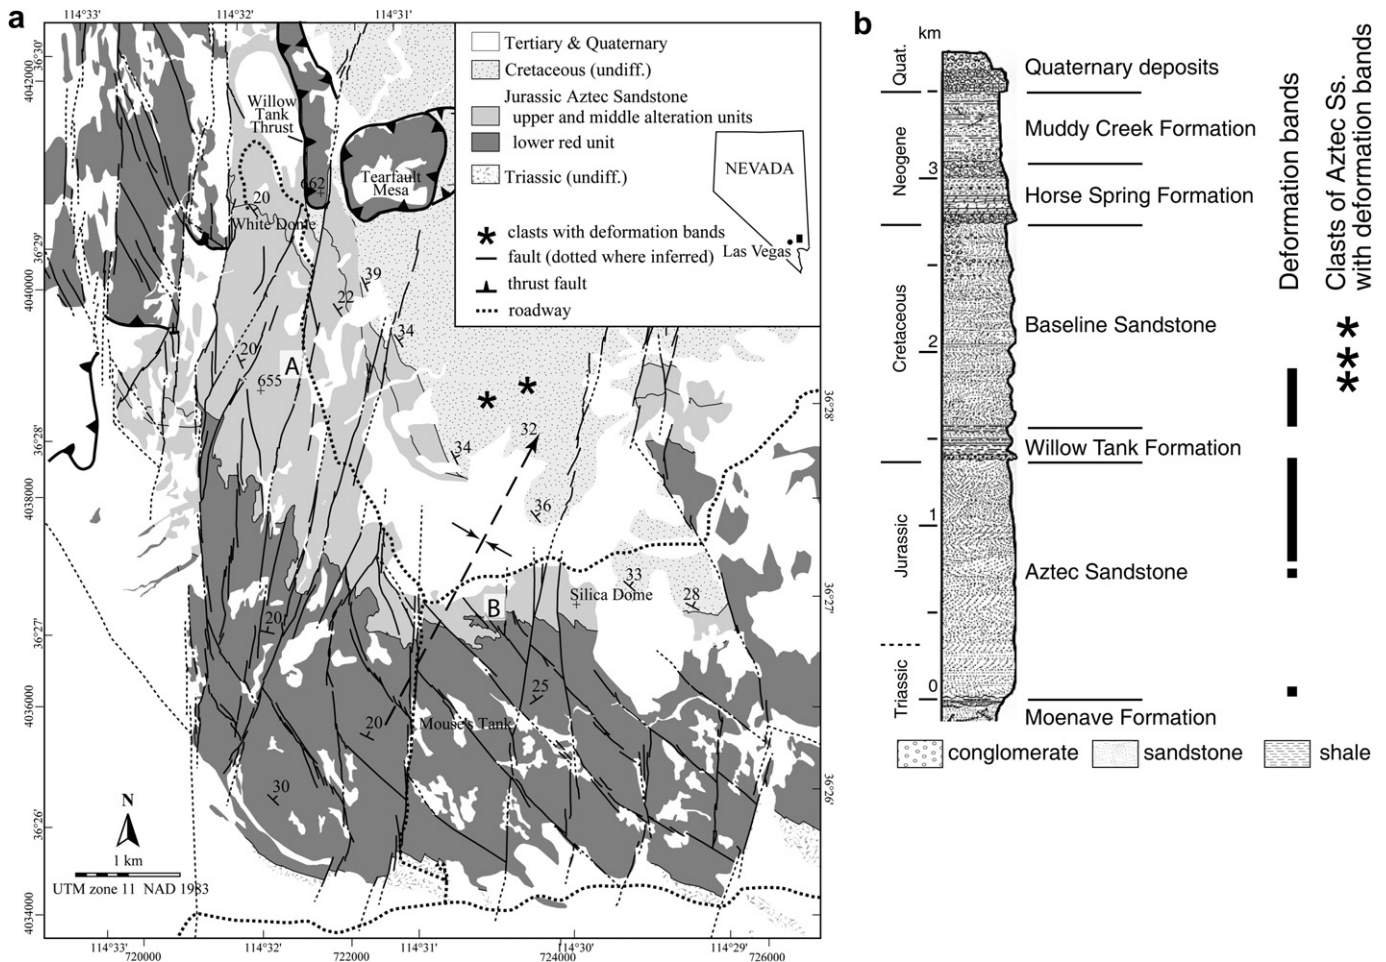 a
114°33'
114°32'
114°31'
36°30'
4042000
36°29'
4040000
36°28'
4038000
36°27'
4036000
36°26'
4034000
Willow
Tank
Thrust
Tearfault
Mesa
662
20
White Dome
39
22
34
20
A
655
34
32
36
33
28
B
Silica Dome
20
25
20
Mouse's Tank
30
Tertiary & Quaternary
Cretaceous (undiff.)
Jurassic Aztec Sandstone
upper and middle alteration units
lower red unit
Triassic (undiff.)
clasts with deformation bands
fault (dotted where inferred)
thrust fault
roadway
NEVADA
Las Vegas
36°28'
36°27'
36°26'
N
1 km
UTM zone 11 NAD 1983
114°33'
114°32'
114°31'
114°30'
114°29'
720000
722000
724000
726000
b
km
Quat.
Neogene
Cretaceous
Jurassic
Triassic
3
2
1
0
Quaternary deposits
Muddy Creek Formation
Horse Spring Formation
Baseline Sandstone
Willow Tank Formation
Aztec Sandstone
Moenave Formation
Deformation bands
Clasts of Aztec Ss.
with deformation bands
conglomerate
sandstone
shale